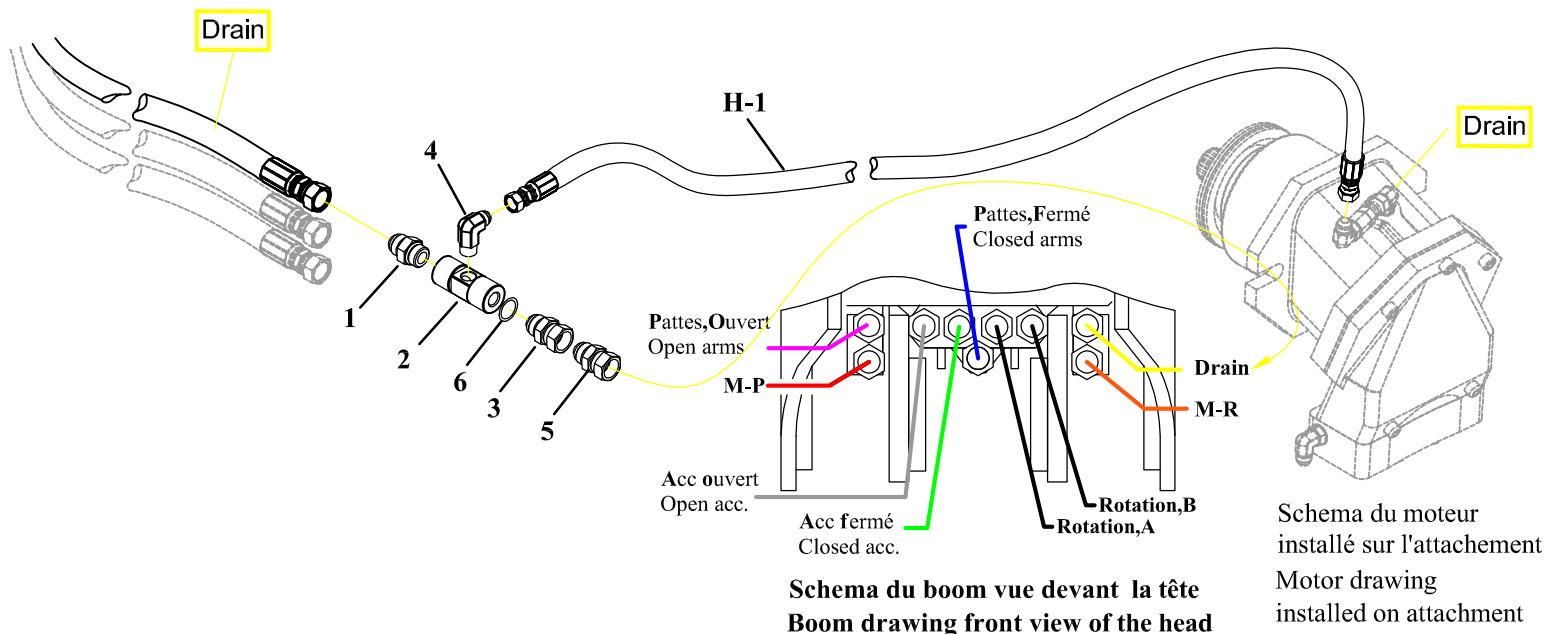 Drain
H-1
Drain
4
Pattes,Fermé
Closed arms
1
2
6
3
5
Pattes,Ouvert
Open arms
M-P
Drain
M-R
Acc ouvert
Open acc.
Acc fermé
Closed acc.
Rotation,B
Rotation,A
Schema du boom vue devant la tête
Boom drawing front view of the head
Schema du moteur
installé sur l'attachement
Motor drawing
installed on attachment